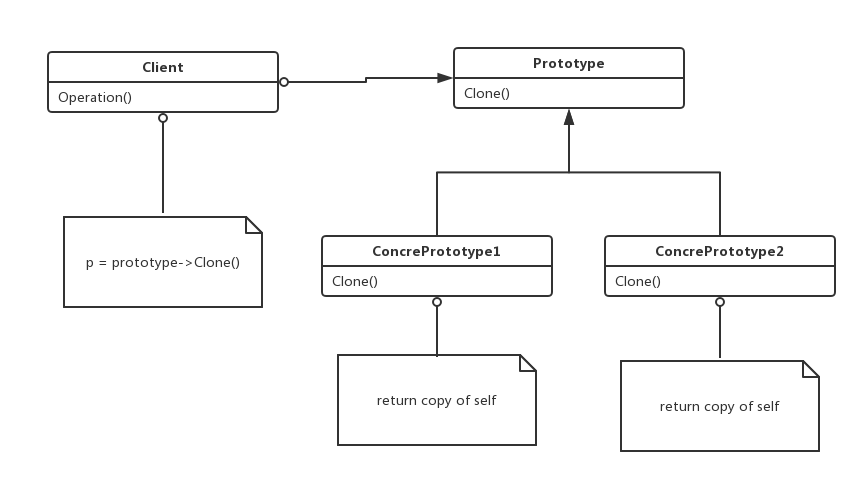 Client
Operation()
Prototype
Clone()
p = prototype->Clone()
ConcrePrototype1
Clone()
ConcrePrototype2
Clone()
return copy of self
return copy of self